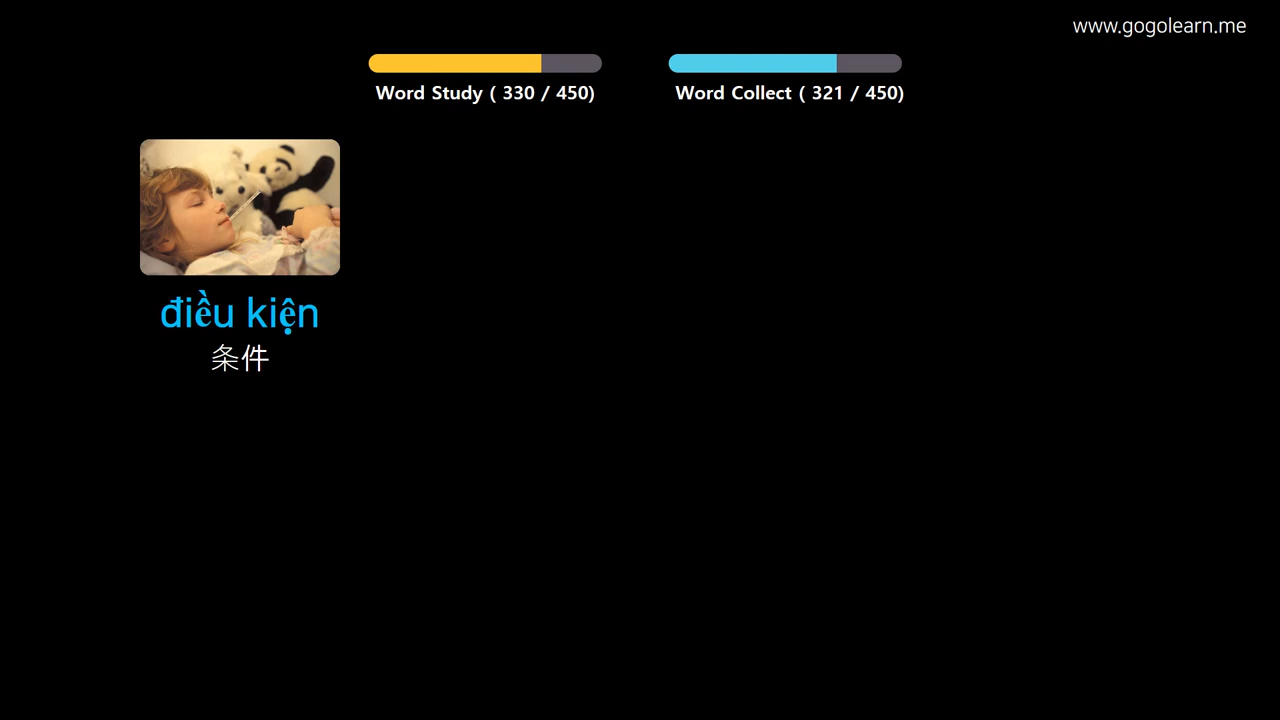 www.gogolearn.me
Word Study ( 330 / 450)
Word Collect ( 321 / 450)
điều kiện
条件